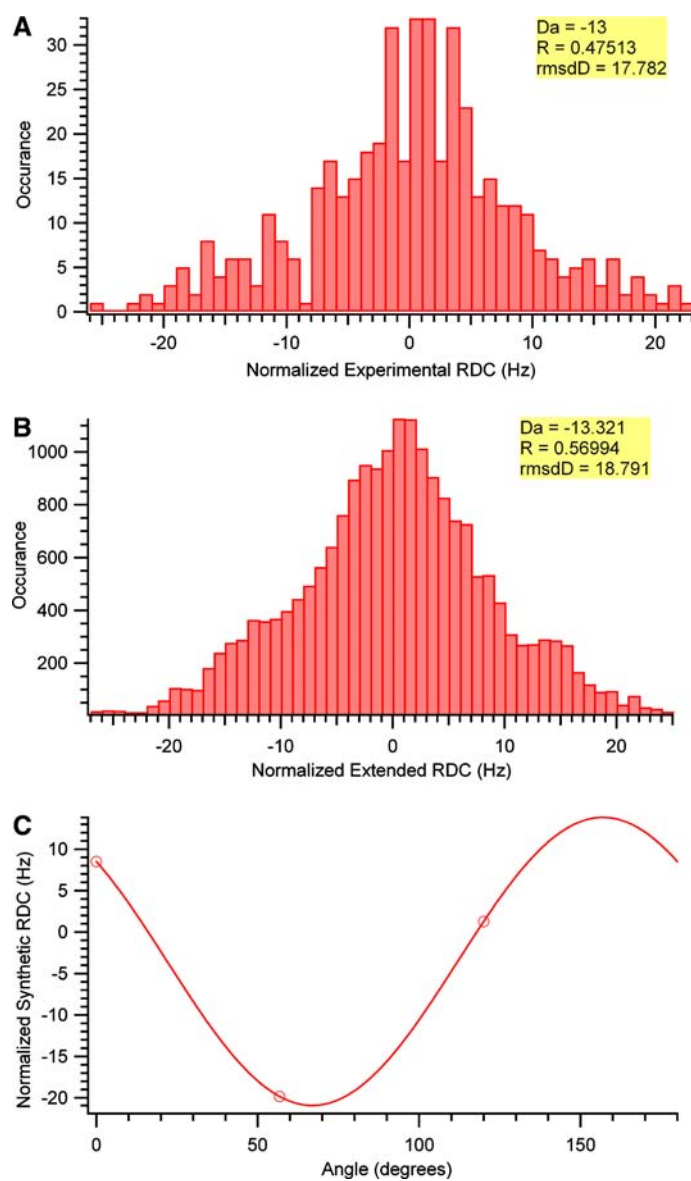 A
Da = -13
R = 0.47513
rmsdD = 17.782
30
25
20
15
10
5
0
Occurance
-20
-10
0
10
20
Normalized Experimental RDC (Hz)
B
Da = -13.321
R = 0.56994
rmsdD = 18.791
1000
800
600
400
200
Occurance
-20
-10
0
10
20
Normalized Extended RDC (Hz)
C
10
5
0
-5
-10
-15
-20
Normalized Synthetic RDC (Hz)
0
50
100
150
Angle (degrees)